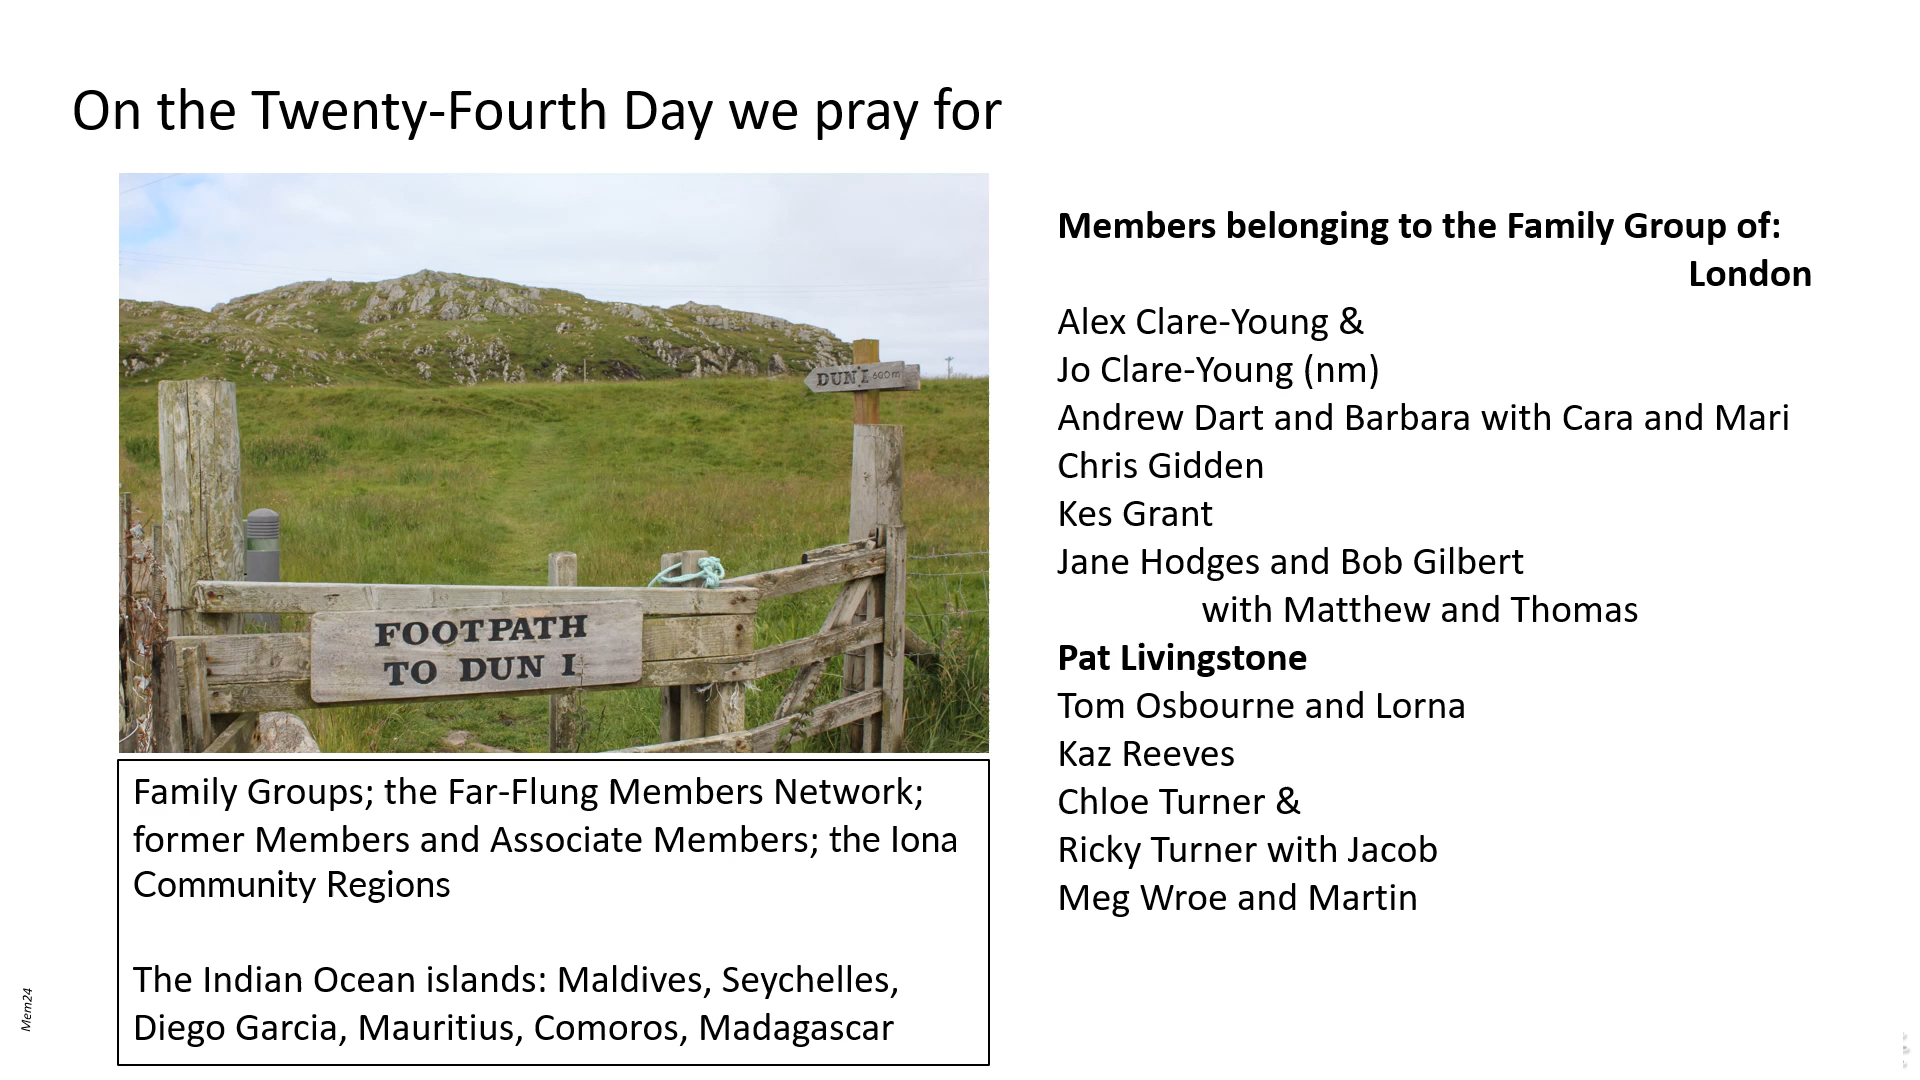 On the Twenty-Fourth Day we pray for
DUN I 600m
FOOTPATH
TO DUN I
Family Groups; the Far-Flung Members Network;
former Members and Associate Members; the Iona
Community Regions
The Indian Ocean islands: Maldives, Seychelles,
Diego Garcia, Mauritius, Comoros, Madagascar
Members belonging to the Family Group of:
London
Alex Clare-Young &
Jo Clare-Young (nm)
Andrew Dart and Barbara with Cara and Mari
Chris Gidden
Kes Grant
Jane Hodges and Bob Gilbert
with Matthew and Thomas
Pat Livingstone
Tom Osbourne and Lorna
Kaz Reeves
Chloe Turner &
Ricky Turner with Jacob
Meg Wroe and Martin
Mem24